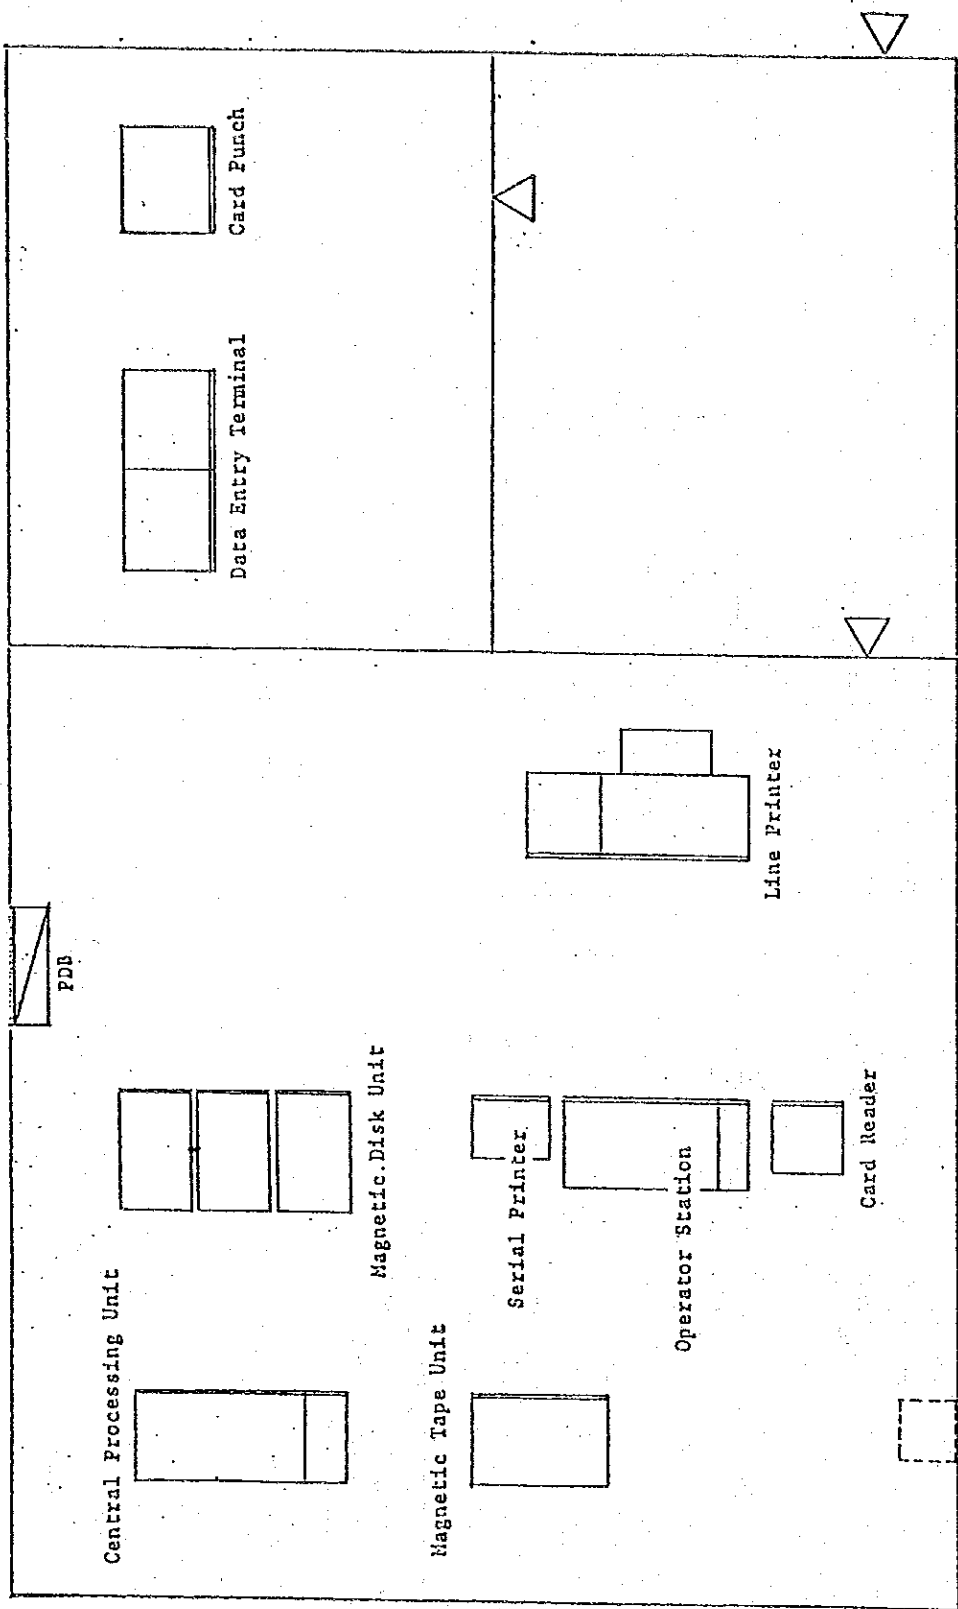 Central Processing Unit
Magnetic Disk Unit
PDB
Data Entry Terminal
Card Punch
Magnetic Tape Unit
Serial Printer
Operator Station
Card Reader
Line Printer